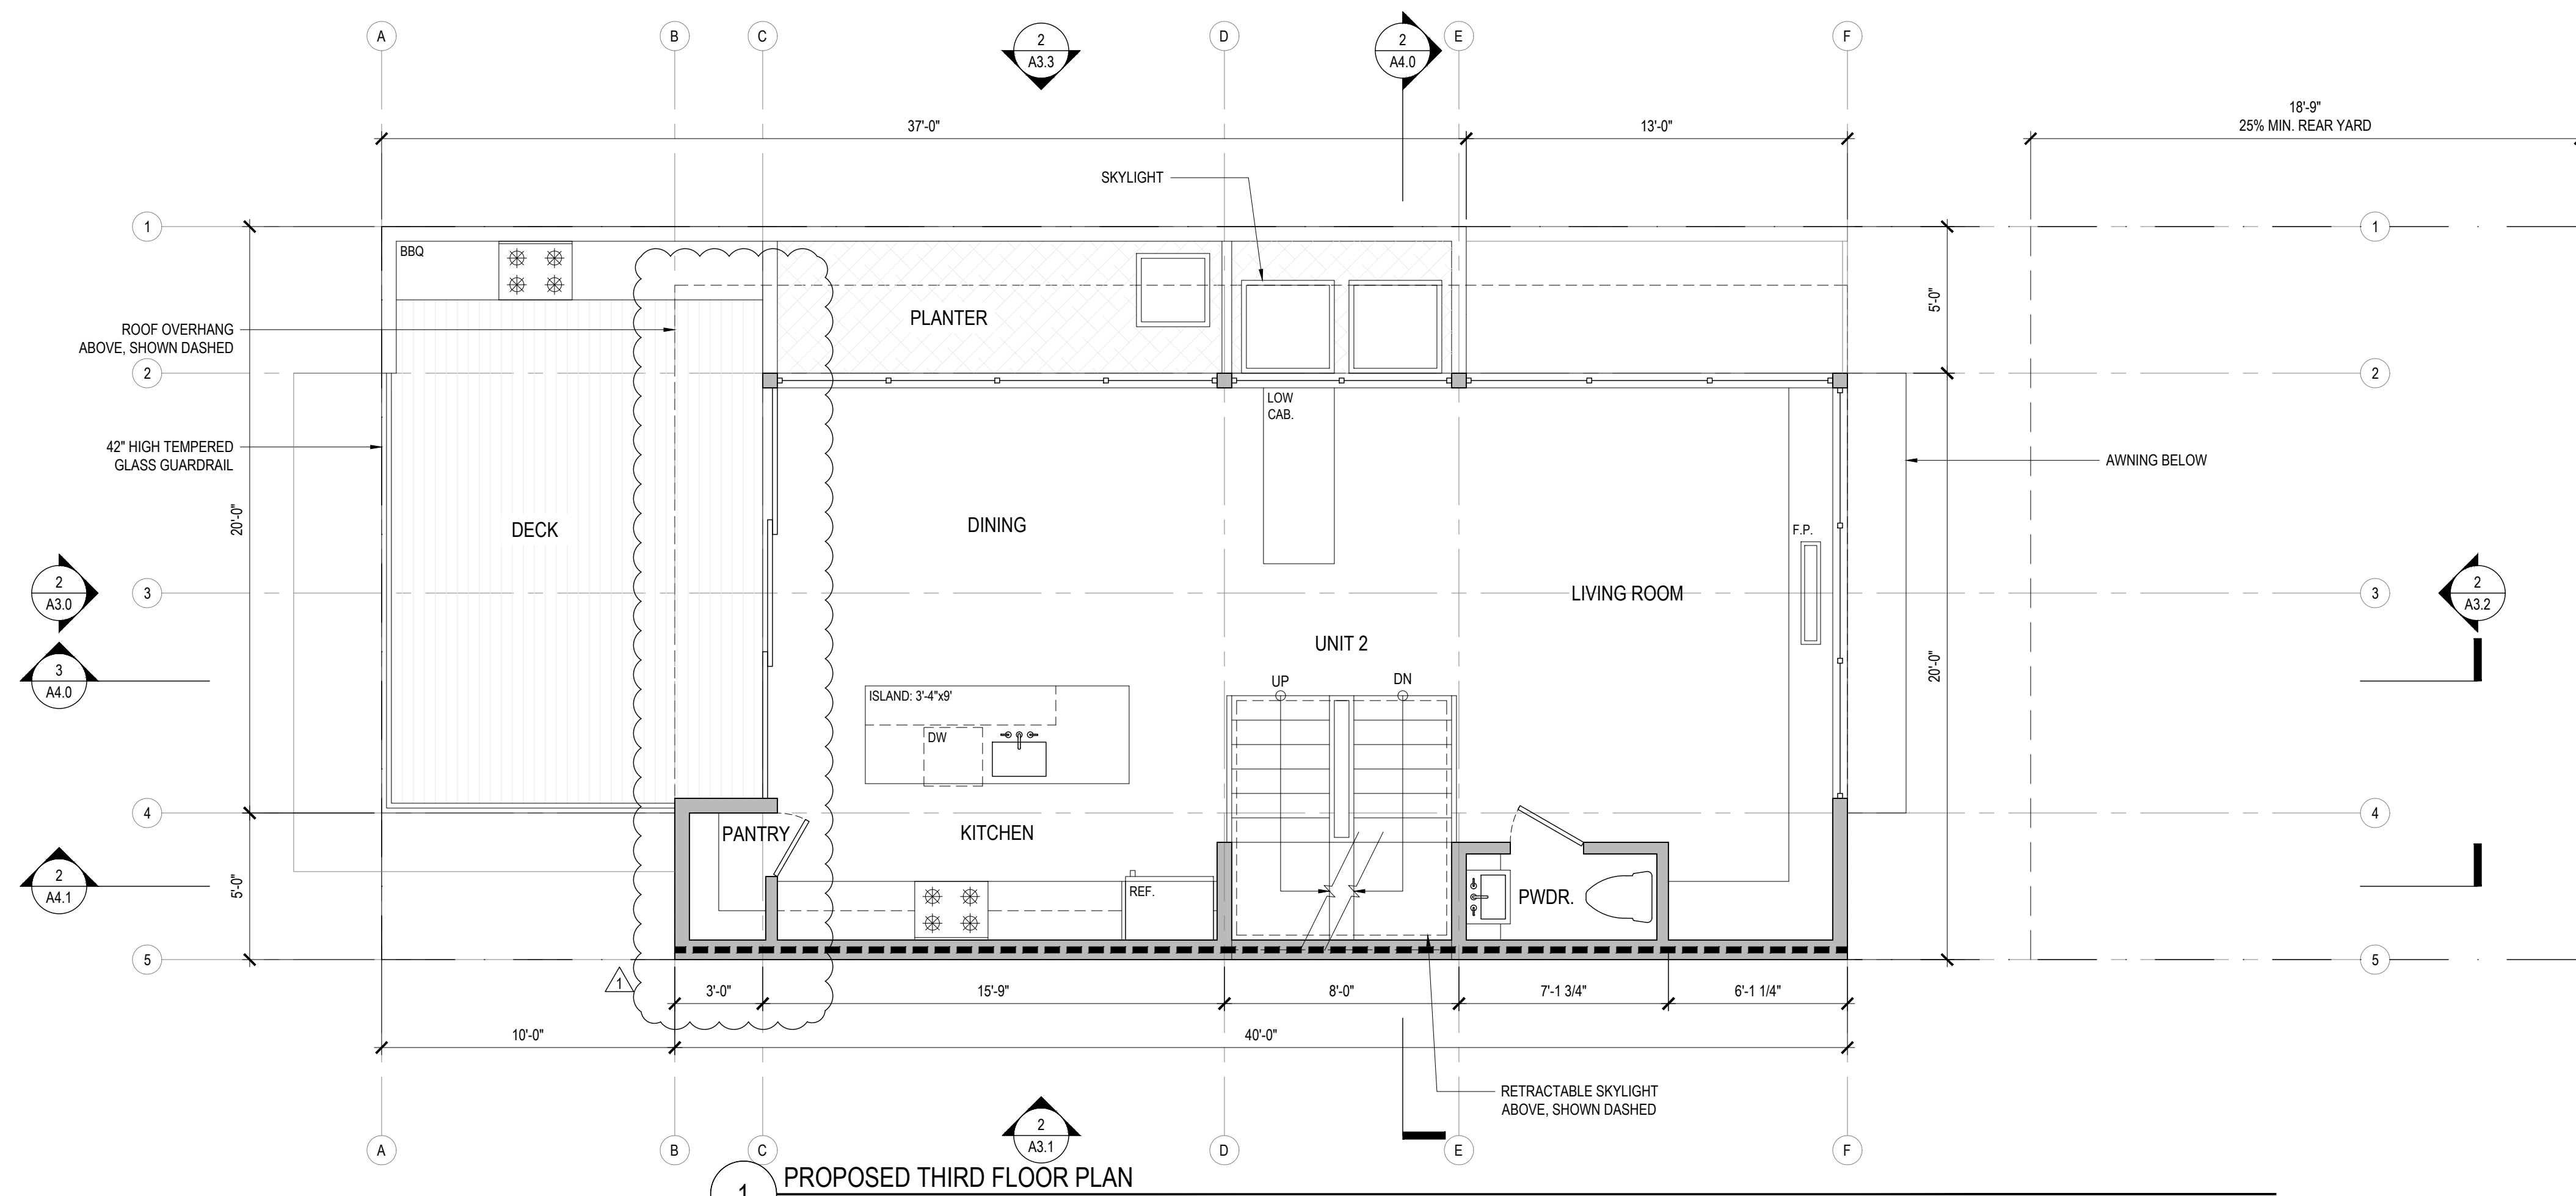 A
B
C
D
E
F
2
A3.3
2
A4.0
37'-0"
13'-0"
18'-9"
25% MIN. REAR YARD
SKYLIGHT
1
1
BBQ
PLANTER
5'-0"
ROOF OVERHANG
ABOVE, SHOWN DASHED
2
2
LOW
CAB.
42" HIGH TEMPERED
GLASS GUARDRAIL
AWNING BELOW
20'-0"
DECK
DINING
F.P.
2
A3.0
3
LIVING ROOM
3
2
A3.2
UNIT 2
3
A4.0
UP
DN
20'-0"
ISLAND: 3'-4"x9'
DW
4
PANTRY
KITCHEN
4
2
A4.1
5'-0"
REF.
PWDR.
5
5
1
3'-0"
15'-9"
8'-0"
7'-1 3/4"
6'-1 1/4"
10'-0"
40'-0"
RETRACTABLE SKYLIGHT
ABOVE, SHOWN DASHED
2
A3.1
A
B
C
D
E
F
1
PROPOSED THIRD FLOOR PLAN